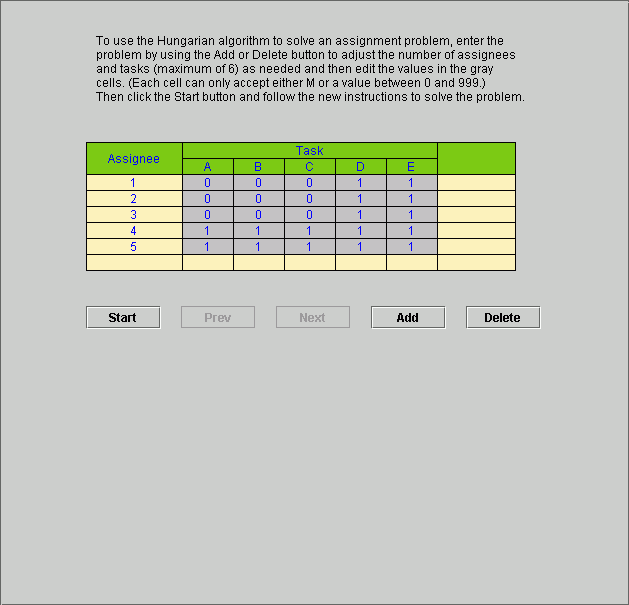 To use the Hungarian algorithm to solve an assignment problem, enter the
problem by using the Add or Delete button to adjust the number of assignees
and tasks (maximum of 6) as needed and then edit the values in the gray
cells. (Each cell can only accept either M or a value between 0 and 999.)
Then click the Start button and follow the new instructions to solve the problem.
Assignee Task
A B C D E
1 0 0 0 1 1
2 0 0 0 1 1
3 0 0 0 1 1
4 1 1 1 1 1
5 1 1 1 1 1
Start Prev Next Add Delete